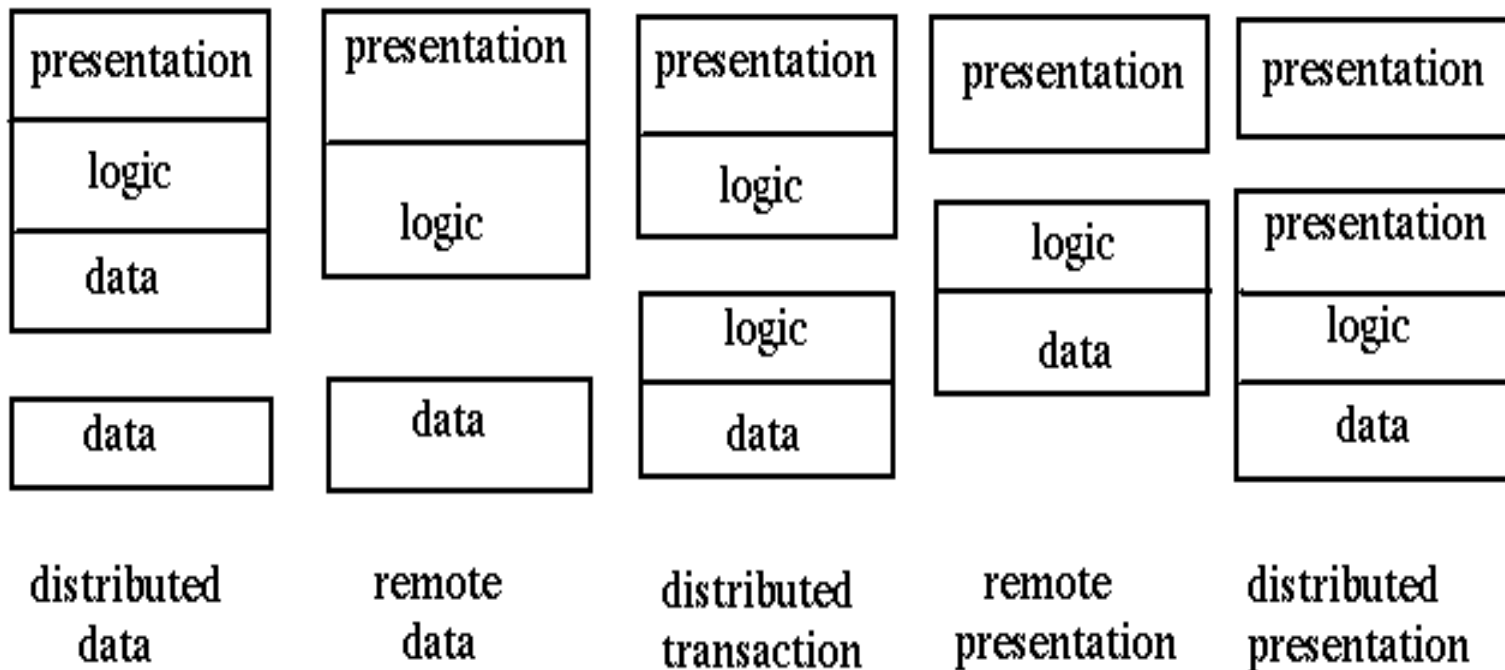 presentation
logic
data
data
distributed
data
presentation
logic
data
remote
data
presentation
logic
logic
data
distributed
transaction
presentation
logic
data
remote
presentation
presentation
presentation
logic
data
distributed
presentation